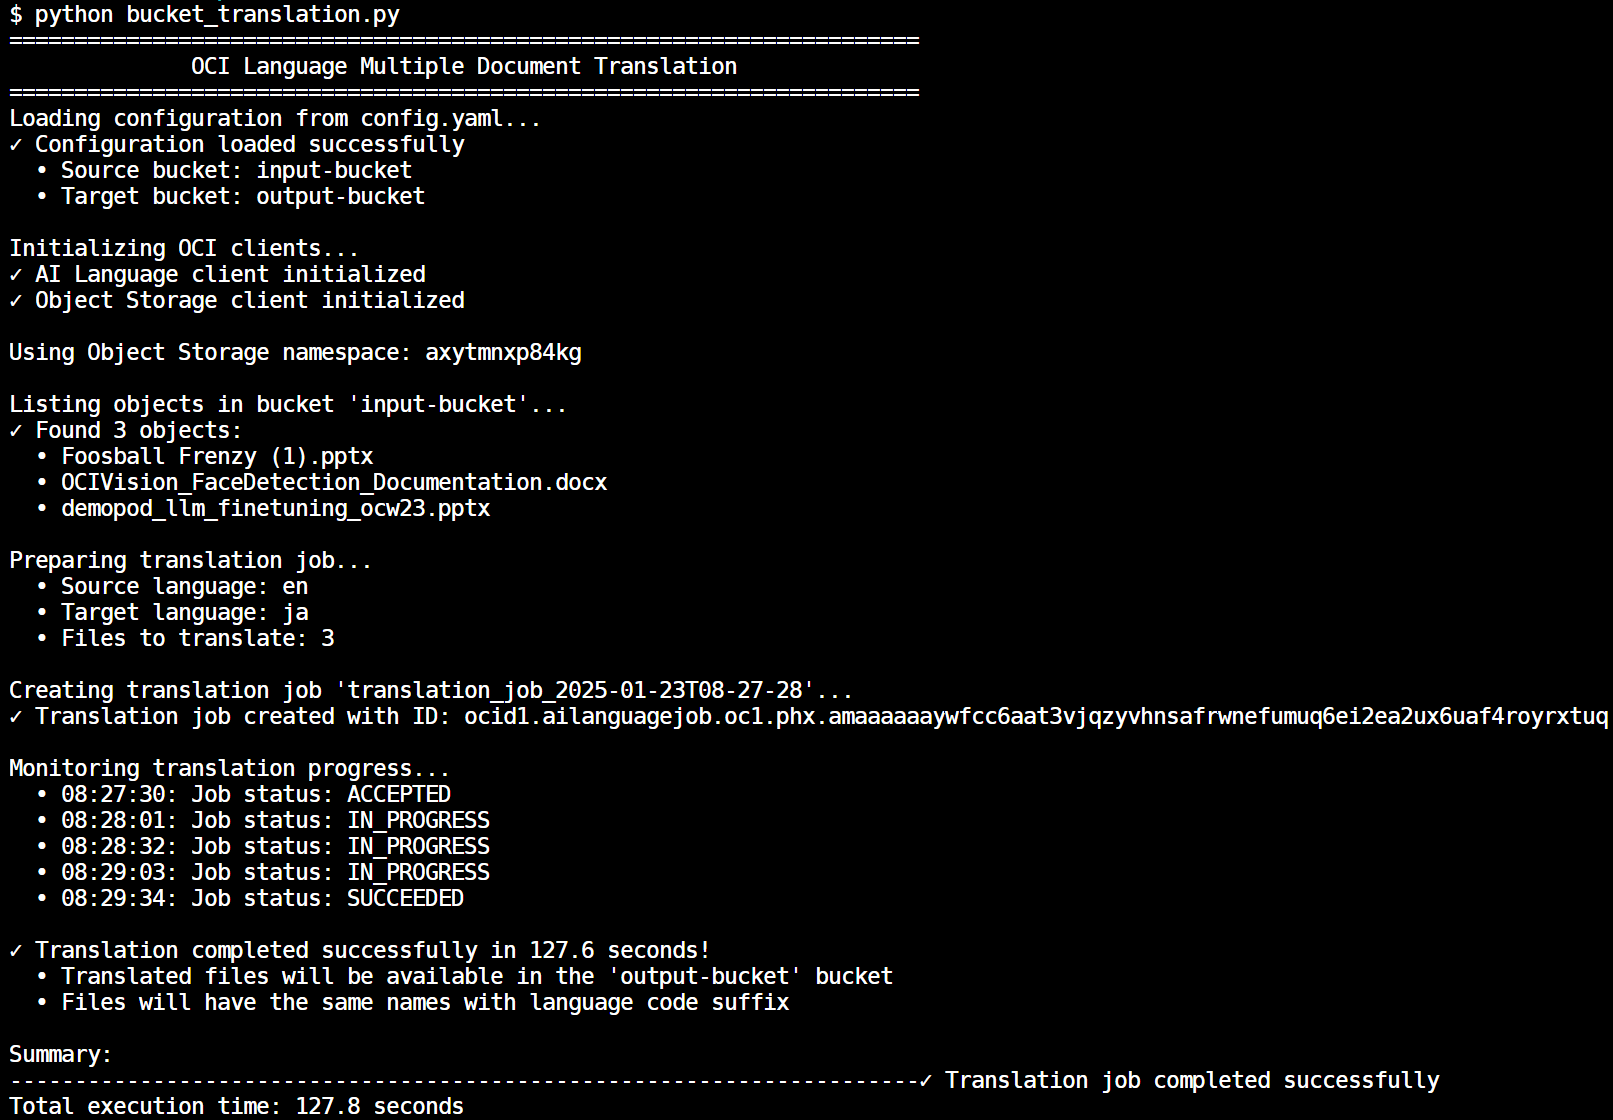 $ python bucket_translation.py
======================================================================
              OCI Language Multiple Document Translation
======================================================================
Loading configuration from config.yaml...
✓ Configuration loaded successfully
  • Source bucket: input-bucket
  • Target bucket: output-bucket

Initializing OCI clients...
✓ AI Language client initialized
✓ Object Storage client initialized

Using Object Storage namespace: axytmnxp84kg

Listing objects in bucket 'input-bucket'...
✓ Found 3 objects:
  • Foosball Frenzy (1).pptx
  • OCIVision_FaceDetection_Documentation.docx
  • demopod_llm_finetuning_ocw23.pptx

Preparing translation job...
  • Source language: en
  • Target language: ja
  • Files to translate: 3

Creating translation job 'translation_job_2025-01-23T08-27-28'...
✓ Translation job created with ID: ocid1.ailanguagejob.oc1.phx.amaaaaaaywfcc6aat3vjqzyvhnsafrwnefumuq6ei2ea2ux6uaf4royrxtuq

Monitoring translation progress...
  • 08:27:30: Job status: ACCEPTED
  • 08:28:01: Job status: IN_PROGRESS
  • 08:28:32: Job status: IN_PROGRESS
  • 08:29:03: Job status: IN_PROGRESS
  • 08:29:34: Job status: SUCCEEDED

✓ Translation completed successfully in 127.6 seconds!
  • Translated files will be available in the 'output-bucket' bucket
  • Files will have the same names with language code suffix

Summary:
----------------------------------------------------------------------✓ Translation job completed successfully
Total execution time: 127.8 seconds